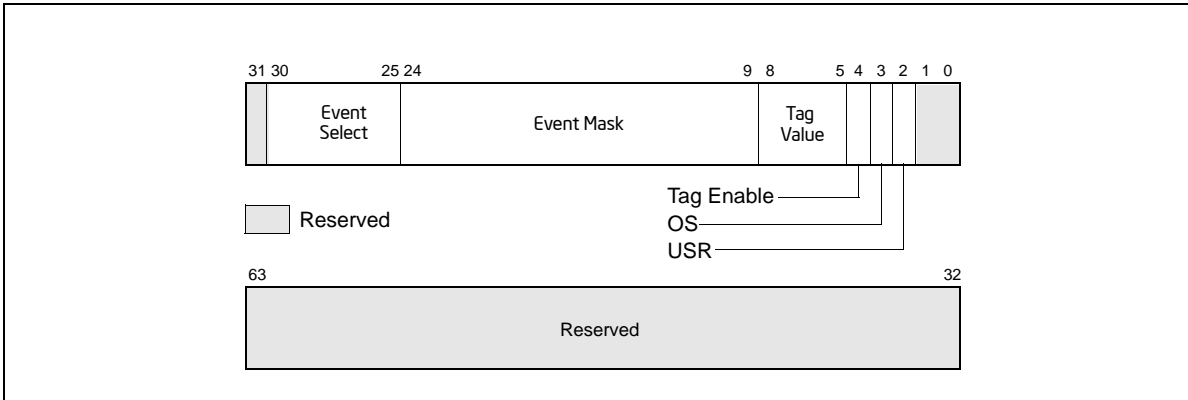 31 30 25 24 9 8 5 4 3 2 1 0
Event
Select
Event Mask
Tag
Value
Tag Enable
OS
USR
Reserved
63 32
Reserved